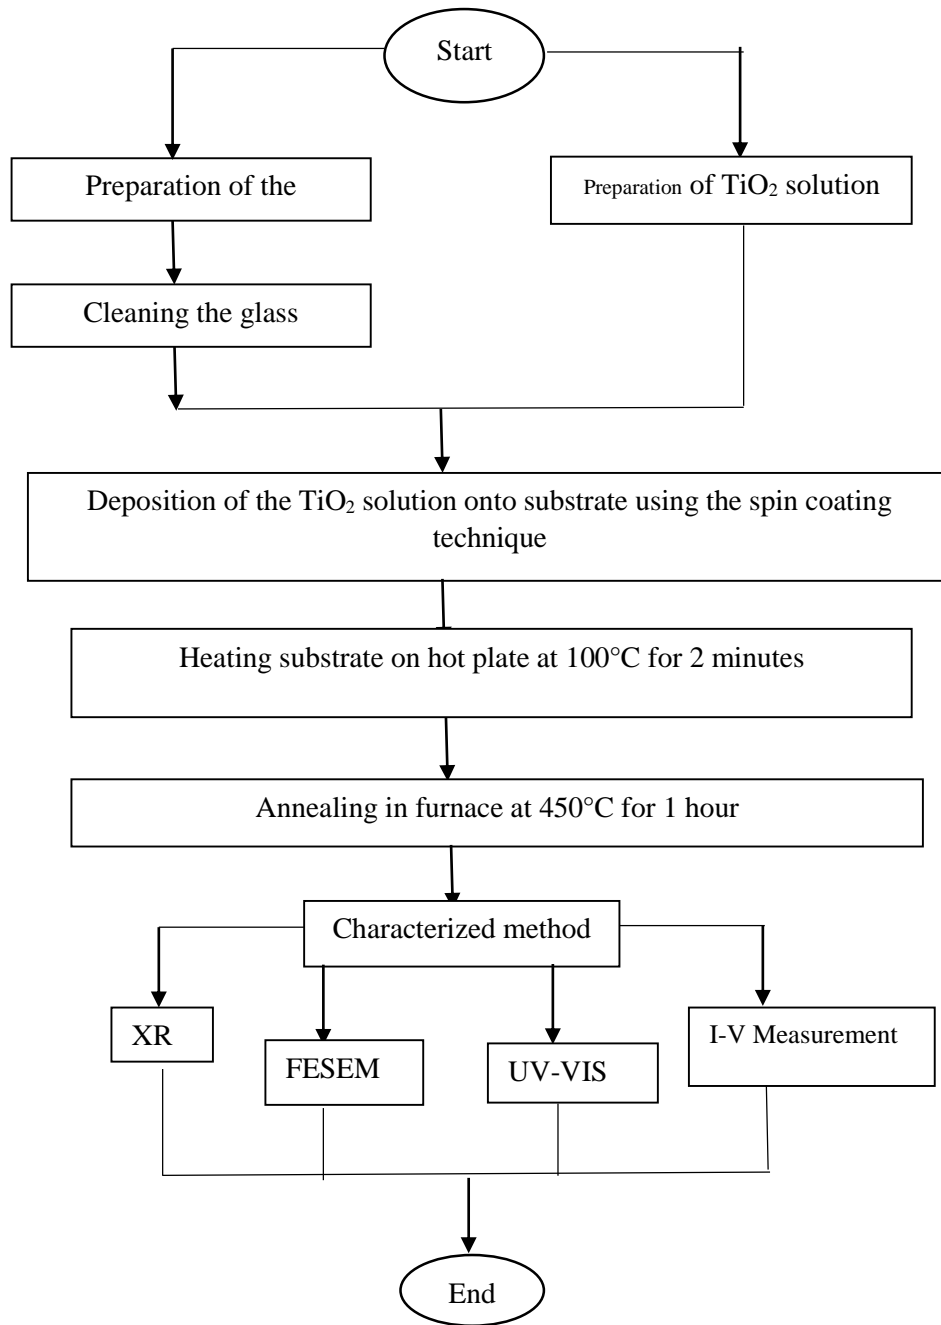 Start
Preparation of the
Preparation of TiO₂ solution
Cleaning the glass
Deposition of the TiO₂ solution onto substrate using the spin coating
technique
Heating substrate on hot plate at 100°C for 2 minutes
Annealing in furnace at 450°C for 1 hour
Characterized method
XR
FESEM
UV-VIS
I-V Measurement
End